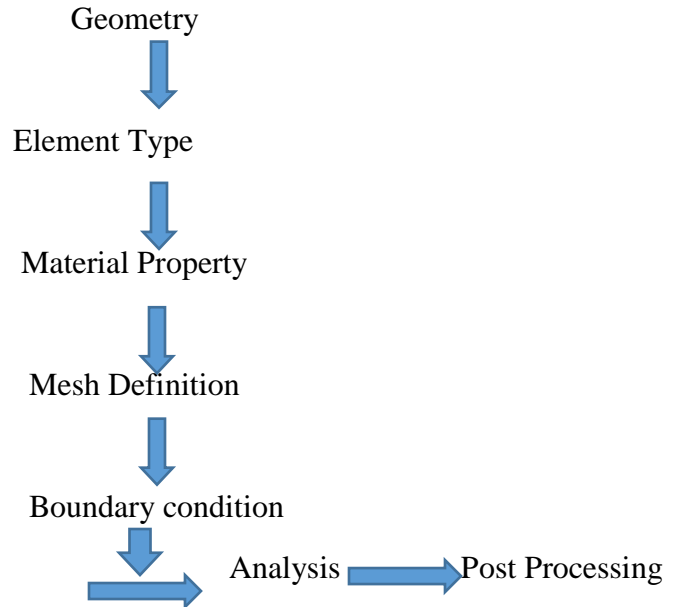 Geometry
Element Type
Material Property
Mesh Definition
Boundary condition
Analysis Post Processing